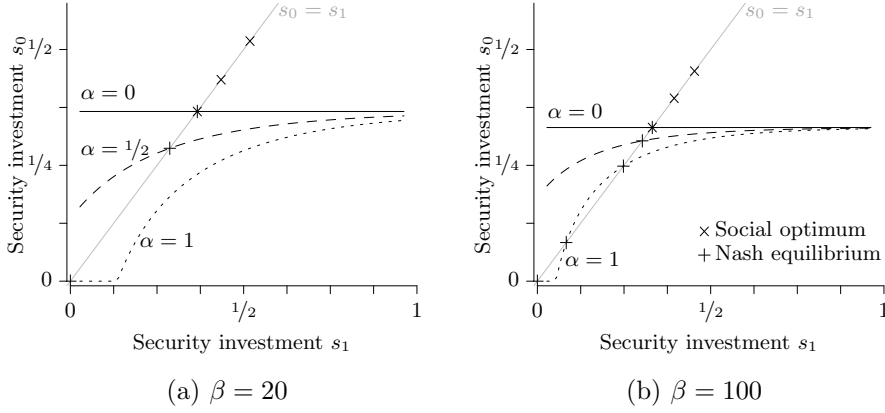 s₀ = s₁
Security investment s₀
1/2
1/4
0
α = 0
α = 1/2
α = 1
0
1/2
1
Security investment s₁
(a) β = 20
s₀ = s₁
Security investment s₀
1/2
1/4
0
α = 0
α = 1
× Social optimum
+ Nash equilibrium
0
1/2
1
Security investment s₁
(b) β = 100